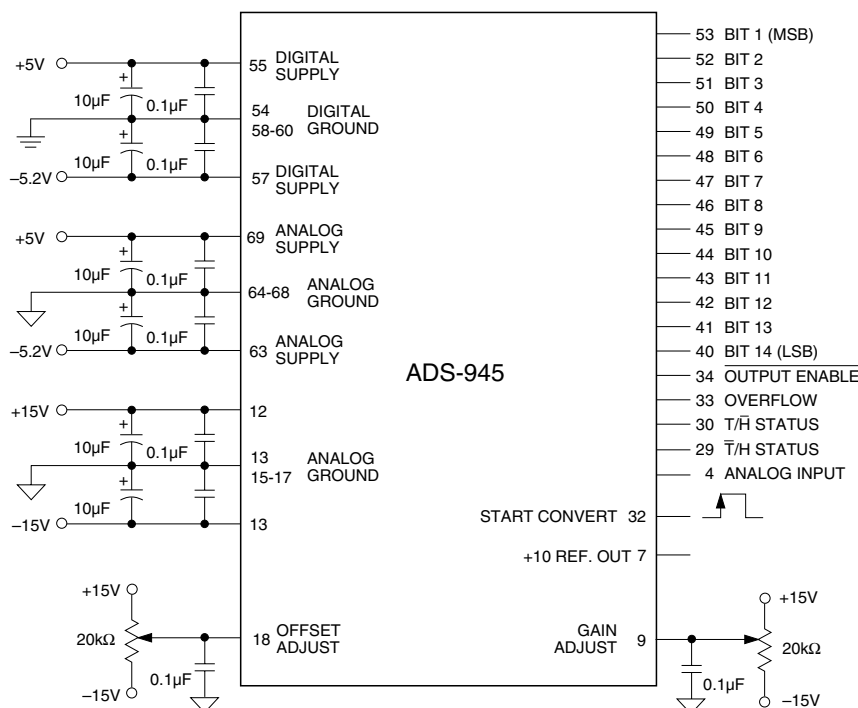 +5V
+
10µF
0.1µF
55 DIGITAL
SUPPLY
54 DIGITAL
58-60 GROUND
+
10µF
0.1µF
–5.2V
57 DIGITAL
SUPPLY
+5V
+
10µF
0.1µF
69 ANALOG
SUPPLY
64-68 ANALOG
GROUND
+
10µF
0.1µF
–5.2V
63 ANALOG
SUPPLY
+15V
12
+
10µF
0.1µF
13 ANALOG
15-17 GROUND
+
10µF
–15V
13
+15V
20kΩ
–15V
0.1µF
18 OFFSET
ADJUST
ADS-945
53 BIT 1 (MSB)
52 BIT 2
51 BIT 3
50 BIT 4
49 BIT 5
48 BIT 6
47 BIT 7
46 BIT 8
45 BIT 9
44 BIT 10
43 BIT 11
42 BIT 12
41 BIT 13
40 BIT 14 (LSB)
34 OUTPUT ENABLE
33 OVERFLOW
30 T/H̅ STATUS
29 T̅/H STATUS
4 ANALOG INPUT
START CONVERT 32
+10 REF. OUT 7
GAIN
ADJUST 9
0.1µF
+15V
20kΩ
–15V